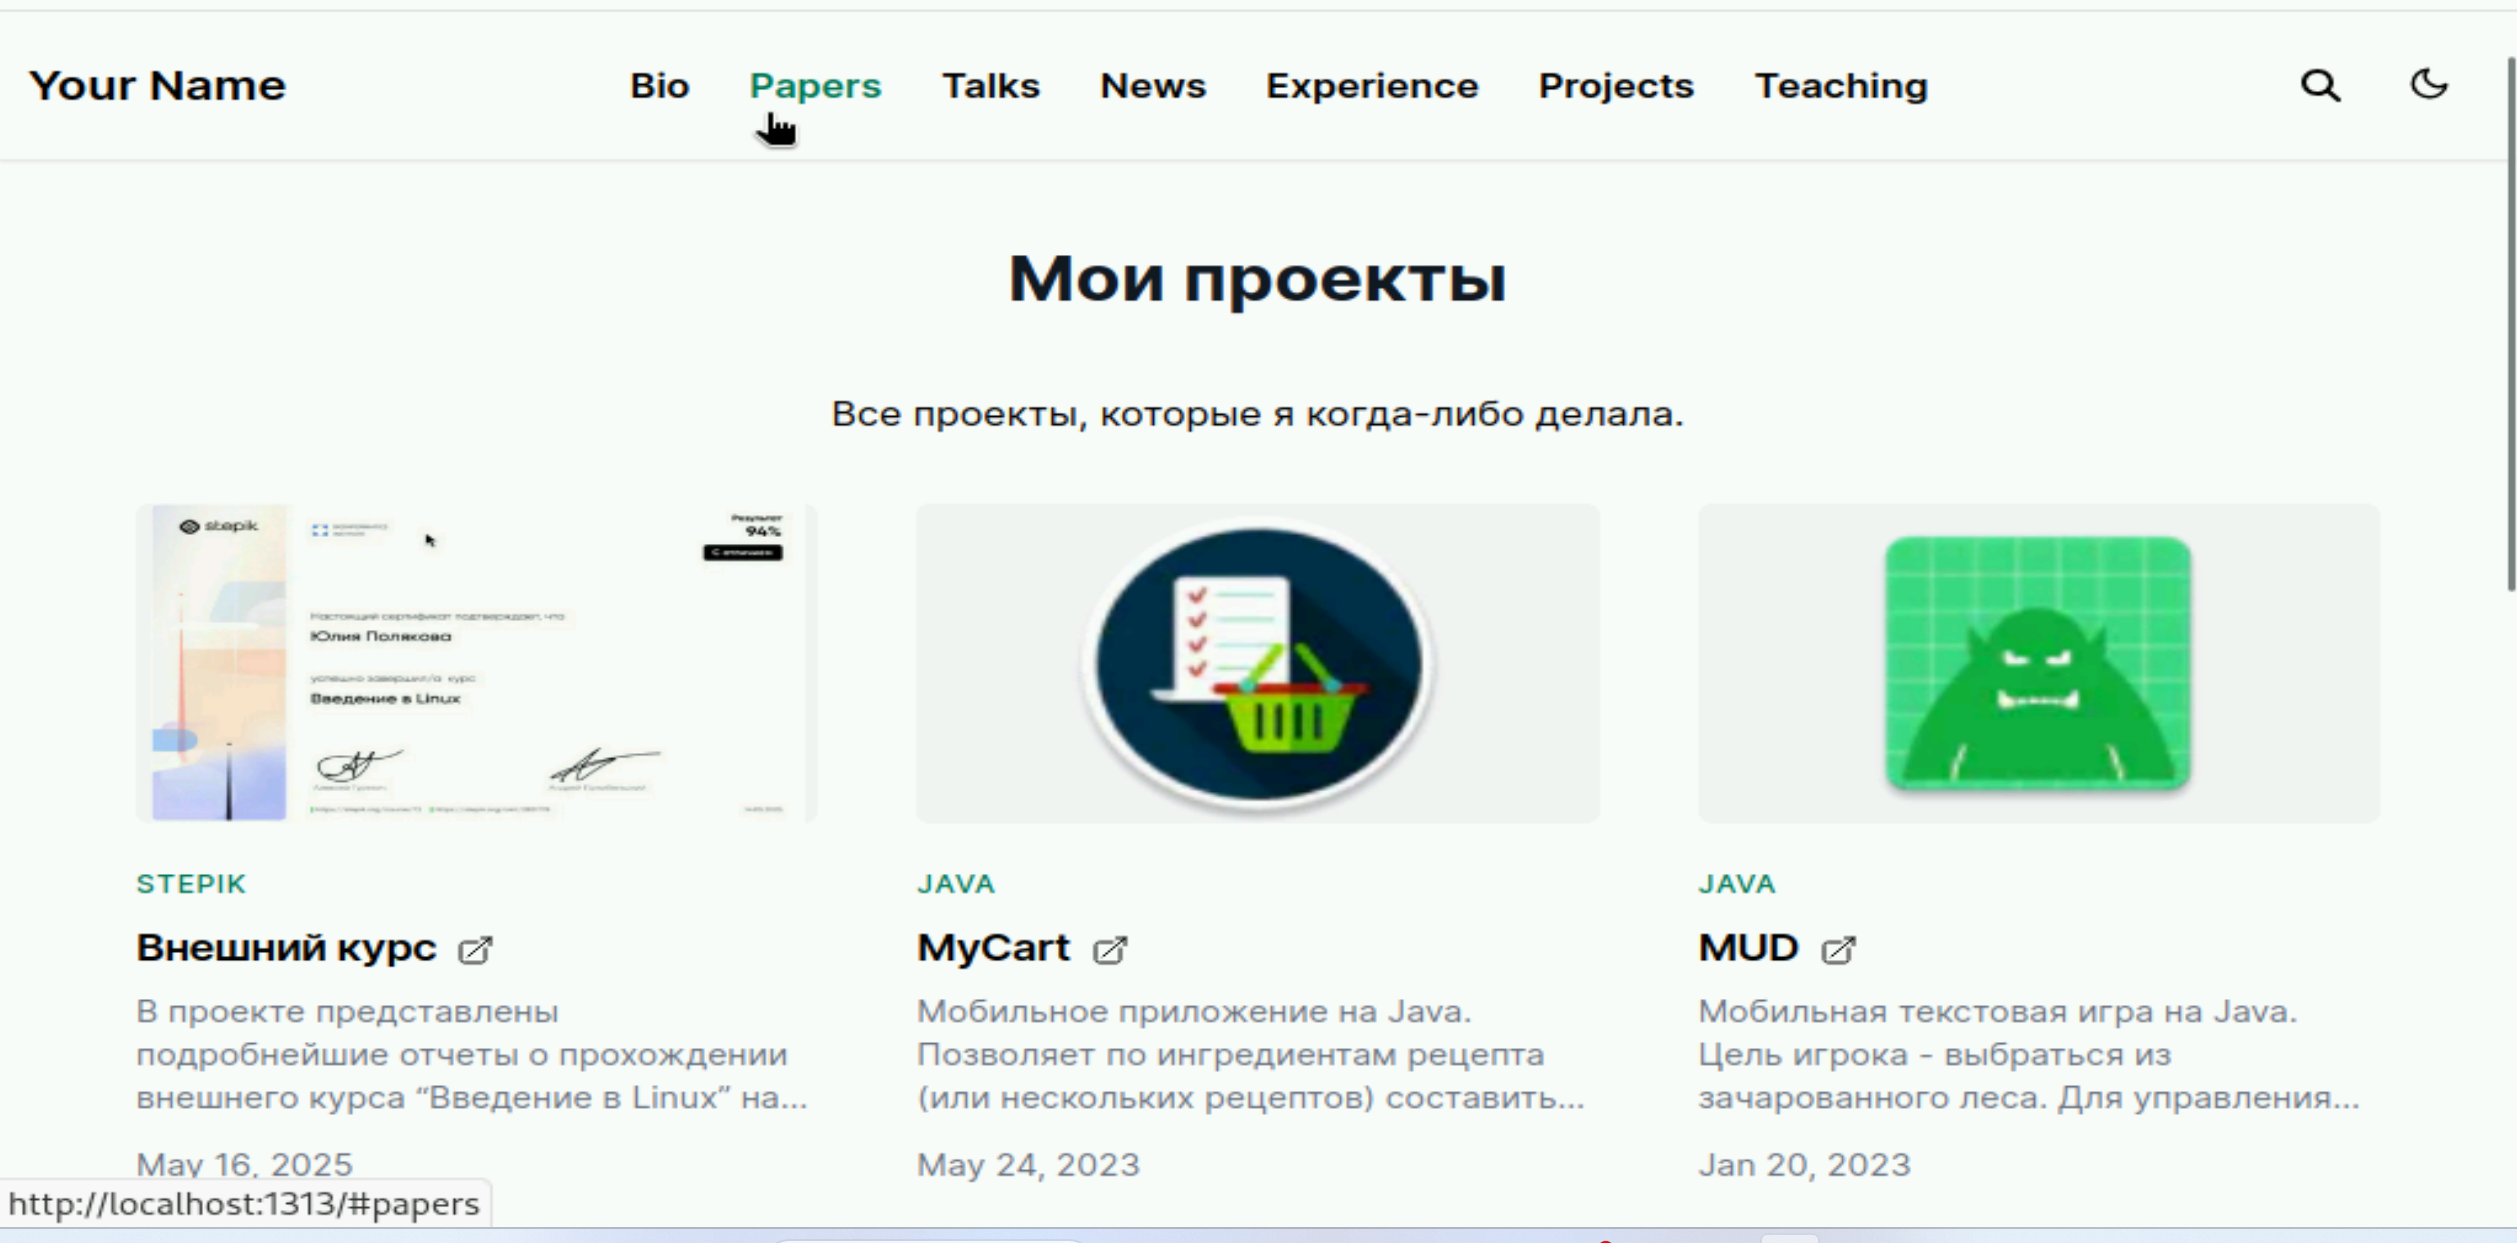 Your Name
Bio Papers Talks News Experience Projects Teaching
Мои проекты
Все проекты, которые я когда-либо делала.
stepik
Результат
94%
С отличием
Настоящий сертификат подтверждает, что
Юлия Полякова
успешно завершил/а курс
Введение в Linux
STEPIK
Внешний курс
В проекте представлены
подробнейшие отчеты о прохождении
внешнего курса “Введение в Linux” на...
May 16, 2025
JAVA
MyCart
Мобильное приложение на Java.
Позволяет по ингредиентам рецепта
(или нескольких рецептов) составить...
May 24, 2023
JAVA
MUD
Мобильная текстовая игра на Java.
Цель игрока - выбраться из
зачарованного леса. Для управления...
Jan 20, 2023
http://localhost:1313/#papers